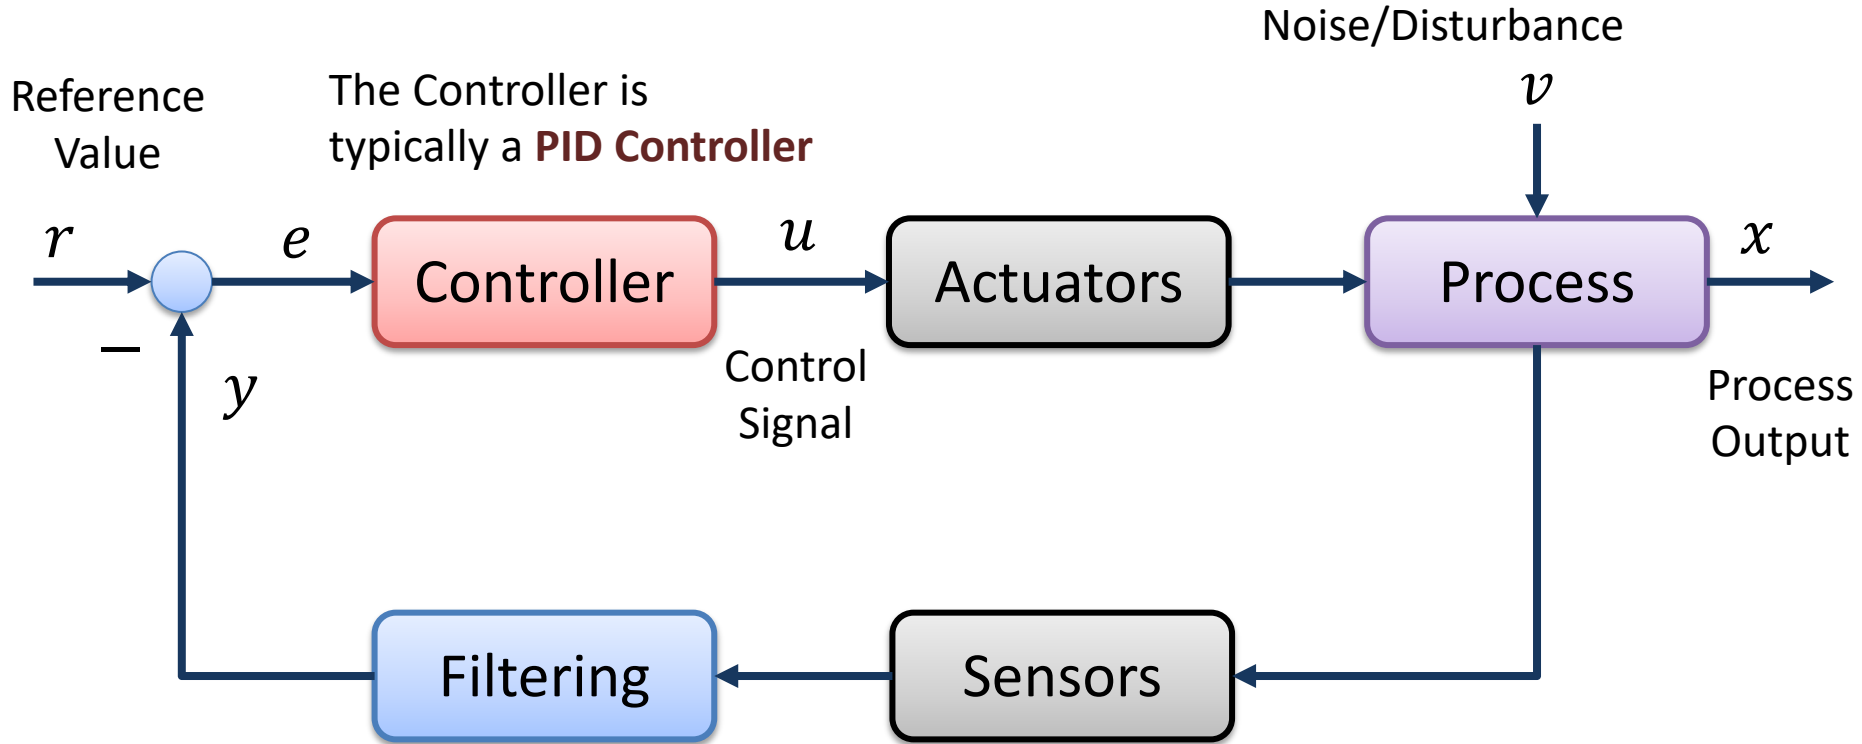 Noise/Disturbance
v
Reference
Value
The Controller is
typically a PID Controller
r
e
Controller
u
Actuators
Process
x
−
y
Control
Signal
Process
Output
Filtering
Sensors